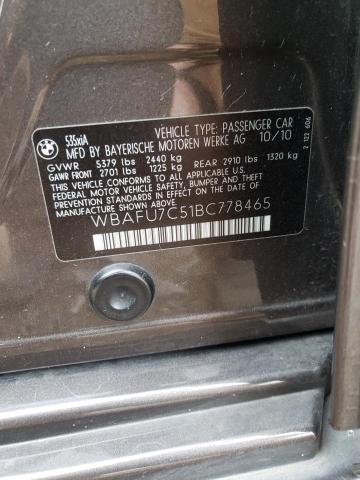 BMW
535xiA
VEHICLE TYPE: PASSENGER CAR
MFD BY BAYERISCHE MOTOREN WERKE AG 10/10
GVWR 5379 lbs 2440 kg
GAWR FRONT 2701 lbs 1225 kg REAR 2910 lbs 1320 kg
THIS VEHICLE CONFORMS TO ALL APPLICABLE U.S.
FEDERAL MOTOR VEHICLE SAFETY, BUMPER, AND THEFT
PREVENTION STANDARDS IN EFFECT ON THE DATE OF
MANUFACTURE SHOWN ABOVE.
WBAFU7C51BC778465